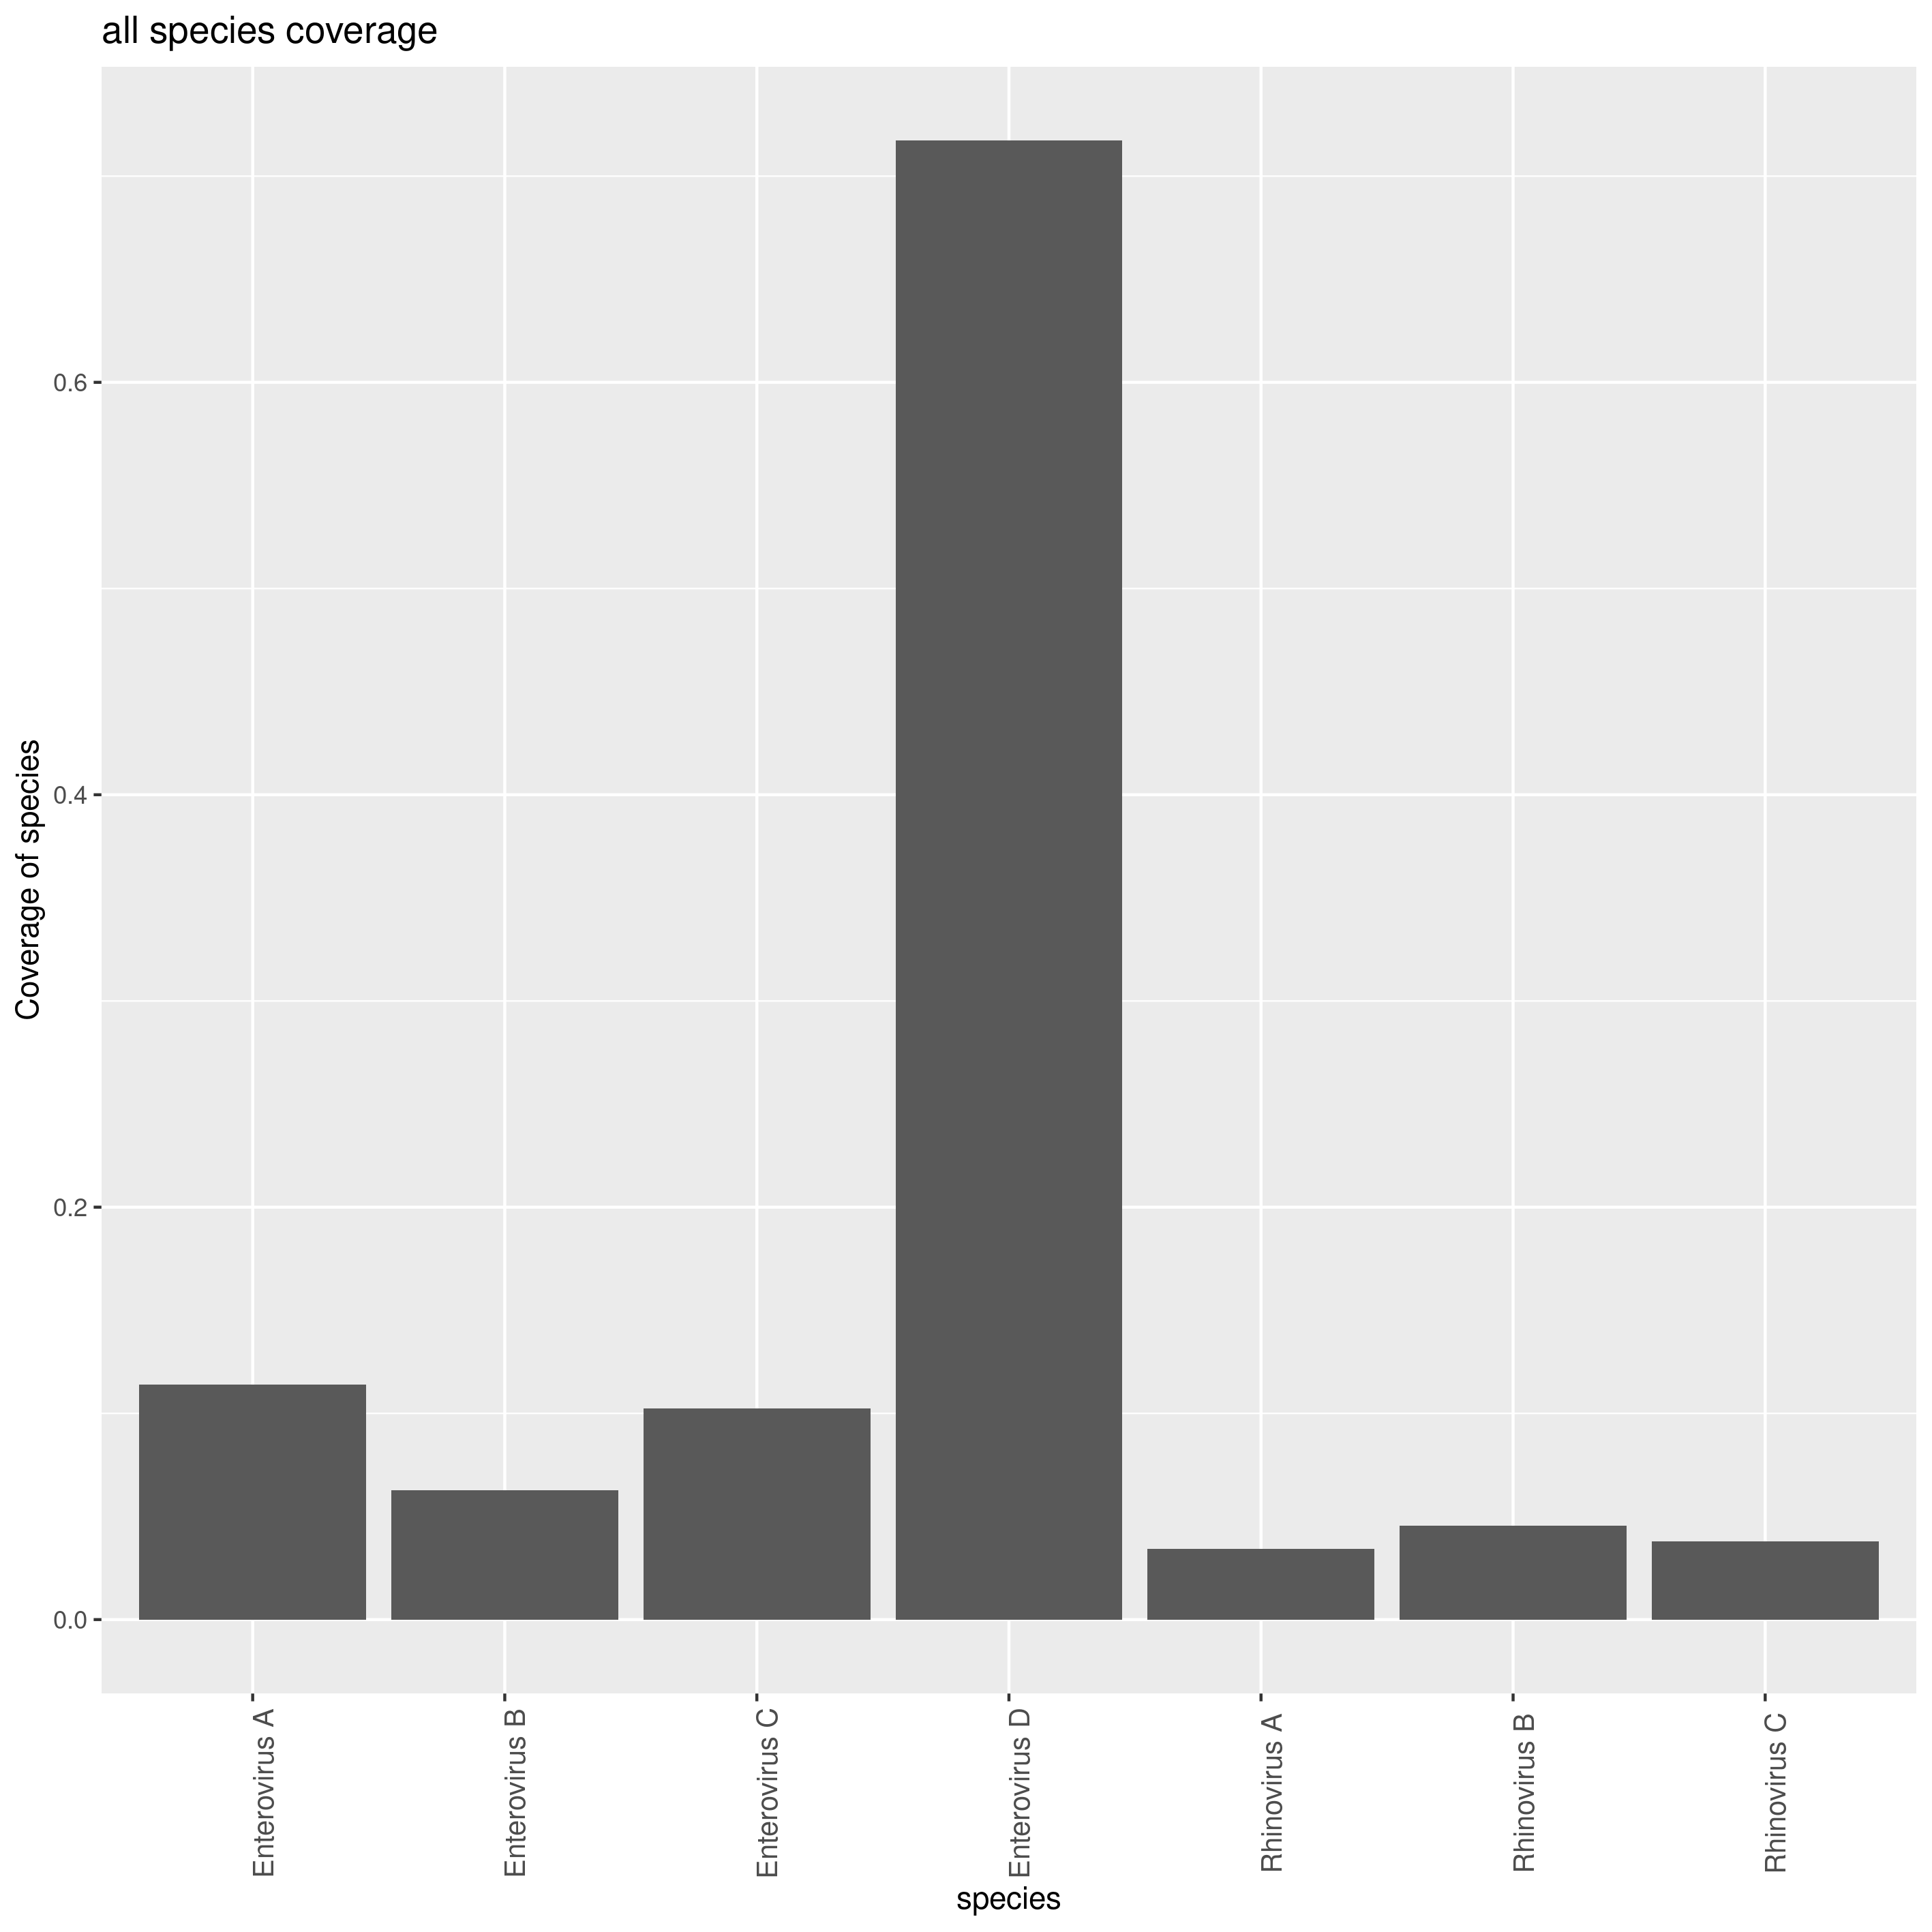 all species coverage
Coverage of species
0.6
0.4
0.2
0.0
Enterovirus A
Enterovirus B
Enterovirus C
Enterovirus D
Rhinovirus A
Rhinovirus B
Rhinovirus C
species